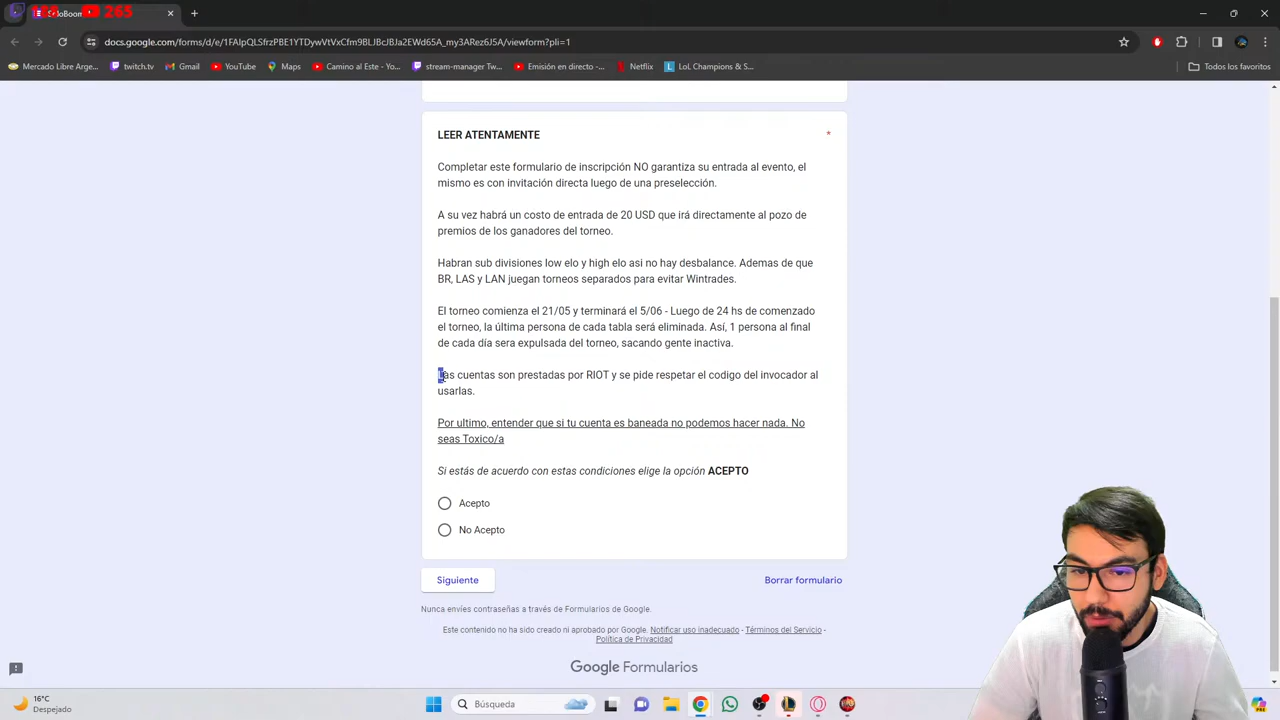 265
docs.google.com/forms/d/e/1FAIpQLSfrzPBE1YTDywVtVxCfm9BLJBcJBJa2EWd65A_my3ARez6J5A/viewform?pli=1
Mercado Libre Arge... twitch.tv Gmail YouTube Maps Camino al Este - Yo... stream-manager Tw... Emisión en directo -... Netflix LoL Champions & S... Todos los favoritos
LEER ATENTAMENTE *
Completar este formulario de inscripción NO garantiza su entrada al evento, el
mismo es con invitación directa luego de una preselección.
A su vez habrá un costo de entrada de 20 USD que irá directamente al pozo de
premios de los ganadores del torneo.
Habran sub divisiones low elo y high elo asi no hay desbalance. Ademas de que
BR, LAS y LAN juegan torneos separados para evitar Wintrades.
El torneo comienza el 21/05 y terminará el 5/06 - Luego de 24 hs de comenzado
el torneo, la última persona de cada tabla será eliminada. Así, 1 persona al final
de cada día sera expulsada del torneo, sacando gente inactiva.
Las cuentas son prestadas por RIOT y se pide respetar el codigo del invocador al
usarlas.
Por ultimo, entender que si tu cuenta es baneada no podemos hacer nada. No
seas Toxico/a
Si estás de acuerdo con estas condiciones elige la opción ACEPTO
Acepto
No Acepto
Siguiente Borrar formulario
Nunca envíes contraseñas a través de Formularios de Google.
Este contenido no ha sido creado ni aprobado por Google. Notificar uso inadecuado - Términos del Servicio -
Política de Privacidad
Google Formularios
16°C
Despejado
Búsqueda